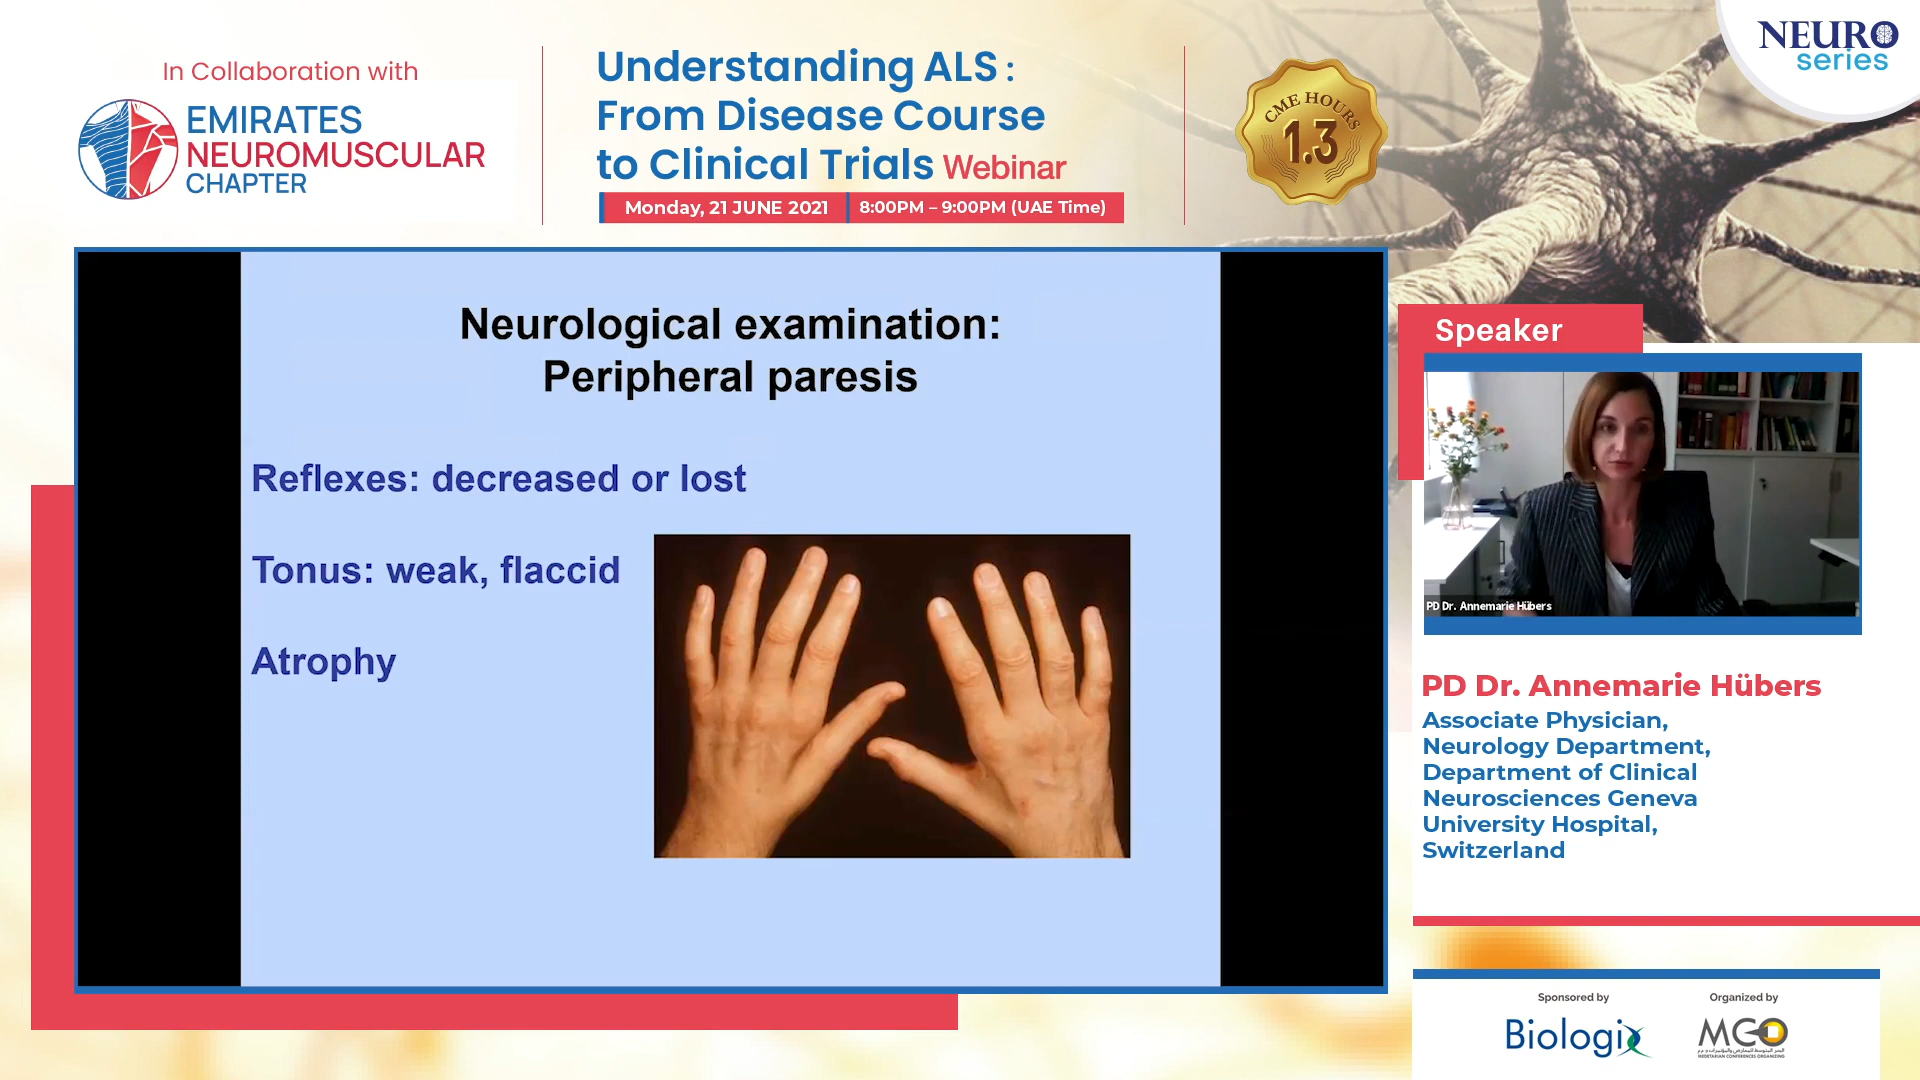 In Collaboration with
EMIRATES
NEUROMUSCULAR
CHAPTER
Understanding ALS :
From Disease Course
to Clinical Trials Webinar
Monday, 21 JUNE 2021
8:00PM – 9:00PM (UAE Time)
CME HOURS
1.3
NEURO
series
Neurological examination:
Peripheral paresis
Reflexes: decreased or lost
Tonus: weak, flaccid
Atrophy
Speaker
PD Dr. Annemarie Hübers
PD Dr. Annemarie Hübers
Associate Physician,
Neurology Department,
Department of Clinical
Neurosciences Geneva
University Hospital,
Switzerland
Sponsored by
Biologix
Organized by
MCO